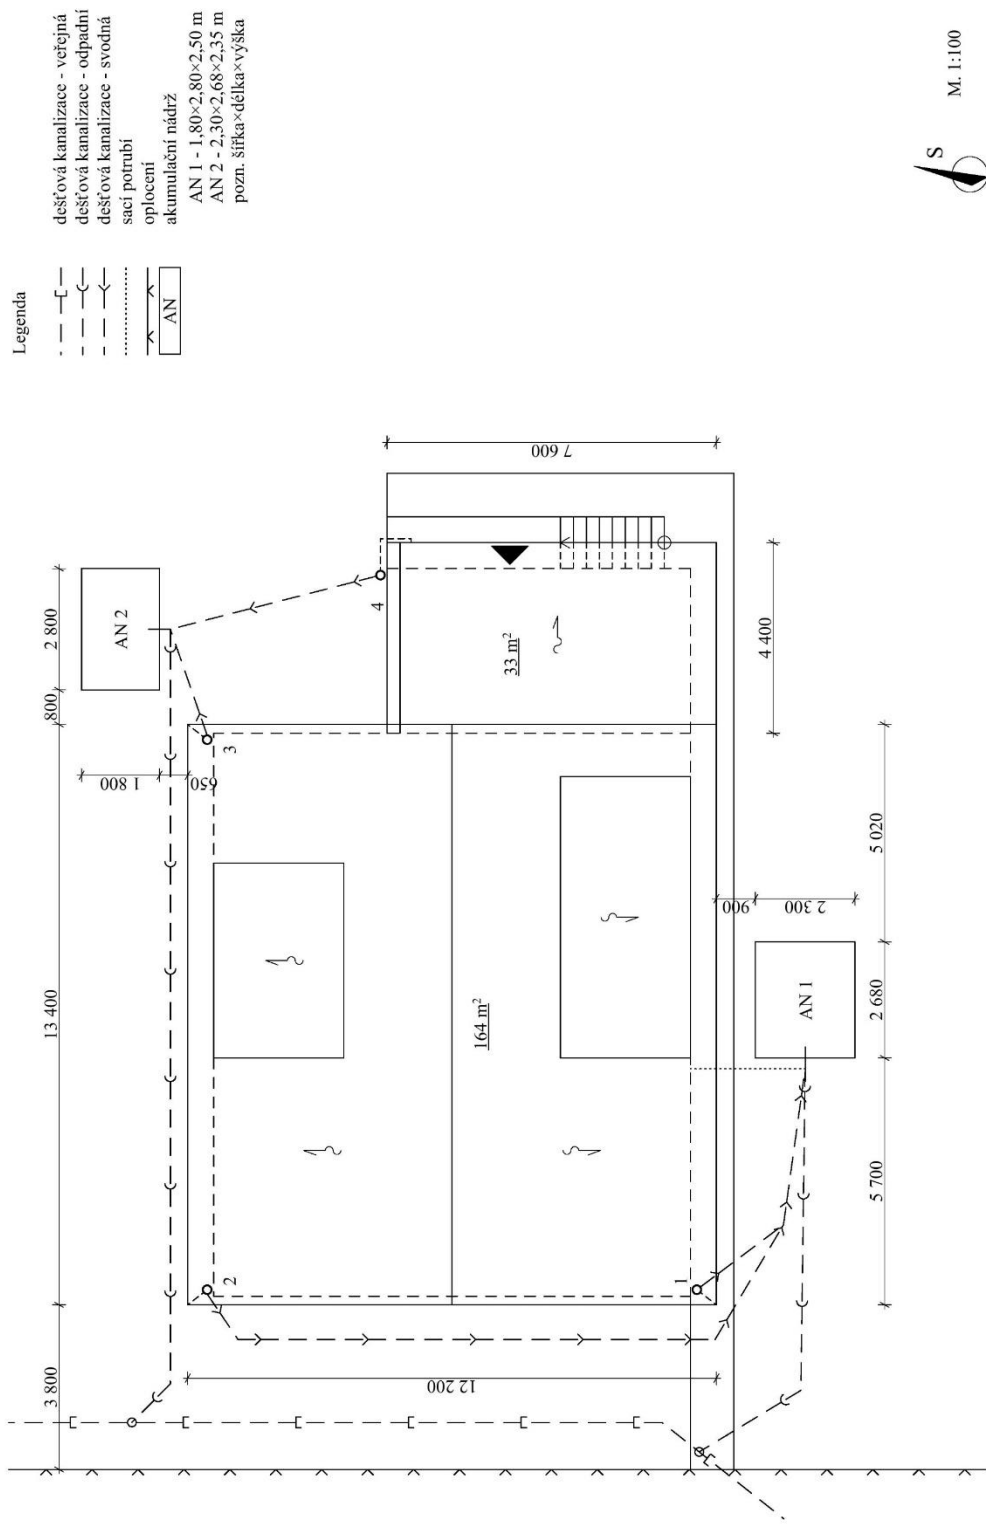 Legenda
dešťová kanalizace - veřejná
dešťová kanalizace - odpadní
dešťová kanalizace - svodná
sací potrubí
oplocení
AN
akumulační nádrž
AN 1 - 1,80×2,80×2,50 m
AN 2 - 2,30×2,68×2,35 m
pozn. šířka×délka×výška
3 800
13 400
800
2 800
1 800
650
AN 2
2
3
4
12 200
164 m²
33 m²
7 600
1
AN 1
900
2 300
4 400
5 700
2 680
5 020
S
M. 1:100